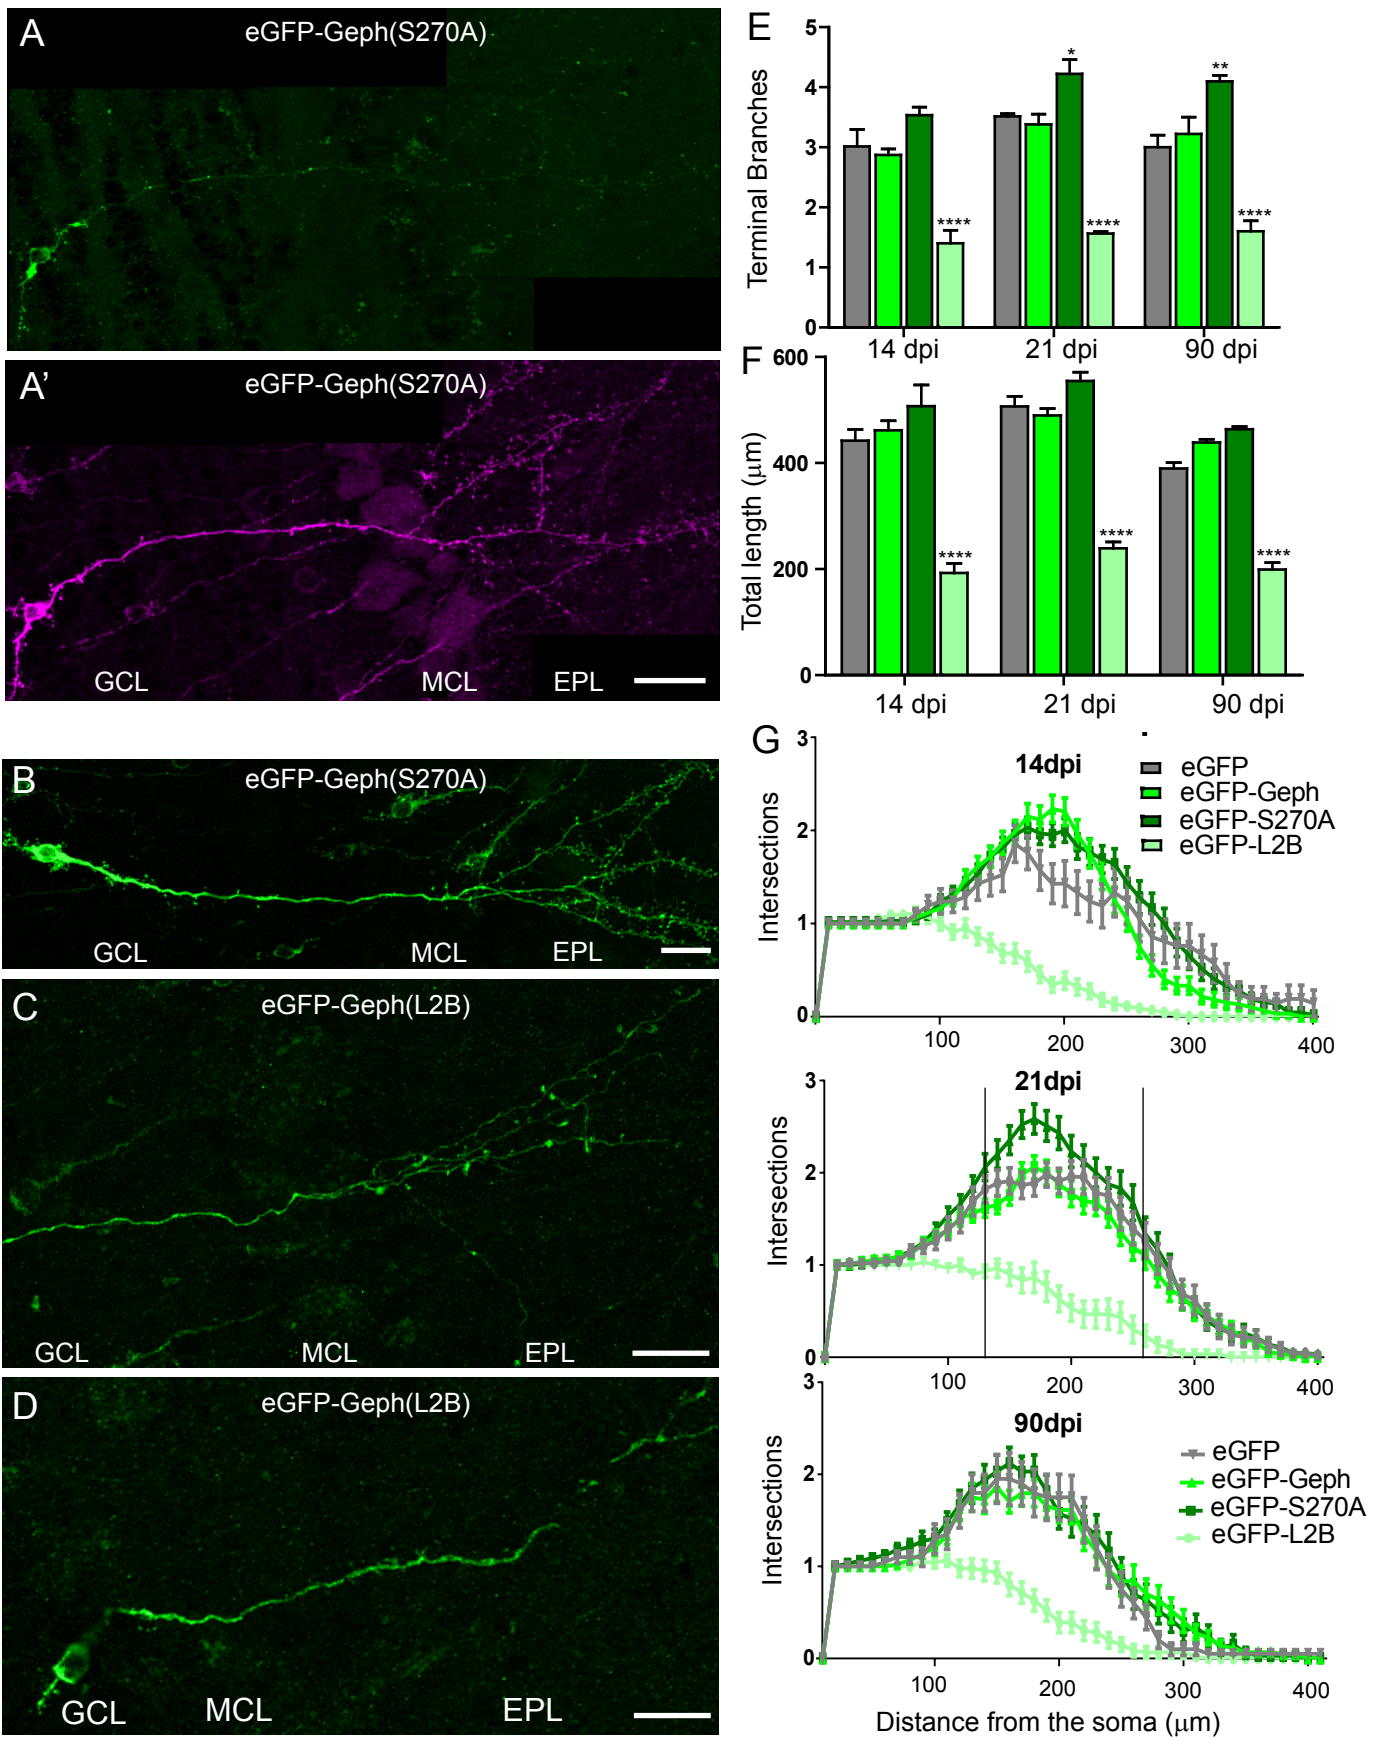 A
eGFP-Geph(S270A)
A'
eGFP-Geph(S270A)
GCL MCL EPL
B
eGFP-Geph(S270A)
GCL MCL EPL
C
eGFP-Geph(L2B)
GCL MCL EPL
D
eGFP-Geph(L2B)
GCL MCL EPL
E
Terminal Branches
5
4
3
2
1
0
* **
**** **** ****
14 dpi 21 dpi 90 dpi
F
Total length (μm)
600
400
200
0
**** **** ****
14 dpi 21 dpi 90 dpi
G
14dpi
Intersections
3
2
1
0
100 200 300 400
eGFP
eGFP-Geph
eGFP-S270A
eGFP-L2B
21dpi
Intersections
3
2
1
0
100 200 300 400
90dpi
Intersections
3
2
1
0
100 200 300 400
eGFP
eGFP-Geph
eGFP-S270A
eGFP-L2B
Distance from the soma (μm)